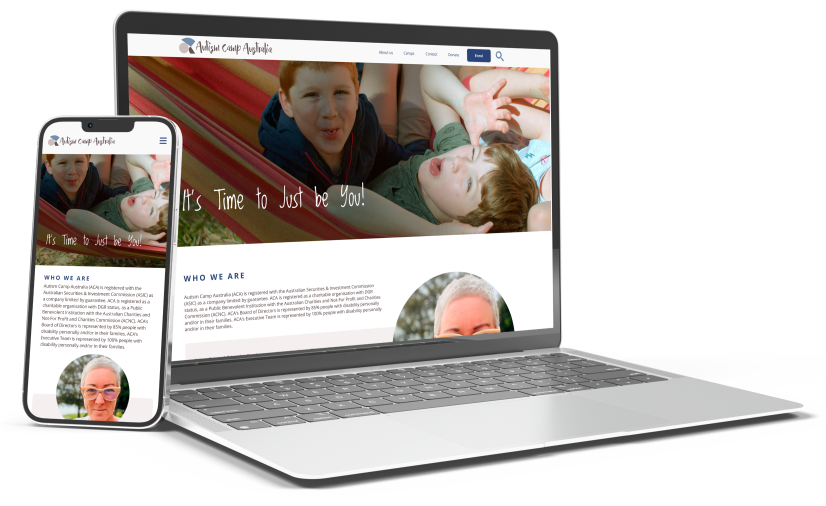 Autism Camp Australia
About us
Camps
Contact
Donate
Enrol
It's Time to Just be You!
WHO WE ARE
Autism Camp Australia (ACA) is registered with the Australian Securities & Investment Commission
(ASIC) as a company limited by guarantee. ACA is registered as a charitable organisation with DGR
status, as a Public Benevolent Institution with the Australian Charities and Not-For-Profit and Charities
Commission (ACNC). ACA's Board of Directors is represented by 85% people with disability personally
and/or in their families. ACA's Executive Team is represented by 100% people with disability personally
and/or in their families.
Autism Camp Australia
It's Time to Just be You!
WHO WE ARE
Autism Camp Australia (ACA) is registered with the
Australian Securities & Investment Commission (ASIC) as
a company limited by guarantee. ACA is registered as a
charitable organisation with DGR status, as a Public
Benevolent Institution with the Australian Charities and
Not-For-Profit and Charities Commission (ACNC). ACA's
Board of Directors is represented by 85% people with
disability personally and/or in their families. ACA's
Executive Team is represented by 100% people with
disability personally and/or in their families.